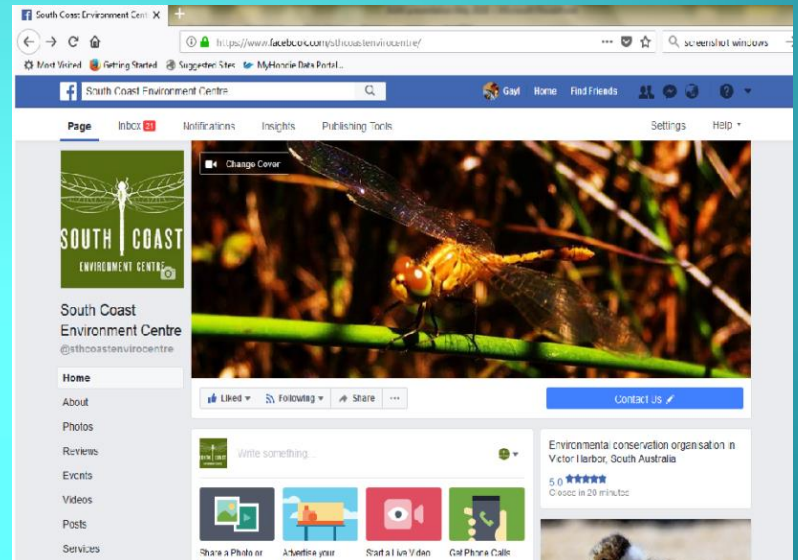 South Coast Environment Cent
https://www.facebook.com/sthcoastenvirocentre/
screenshot windows
Most Visited Getting Started Suggested Sites MyHoodie Data Portal...
South Coast Environment Centre
Gayl Home Find Friends
Page Inbox 21 Notifications Insights Publishing Tools Settings Help
Change Cover
SOUTH COAST
ENVIRONMENT CENTRE
South Coast
Environment Centre
@sthcoastenvirocentre
Home
About
Photos
Reviews
Events
Videos
Posts
Services
Liked Following Share ...
Contact Us
Write something...
Share a Photo or
Advertise your
Start a Live Video
Get Phone Calls
Environmental conservation organisation in
Victor Harbor, South Australia
5.0 ★★★★★
Closes in 20 minutes